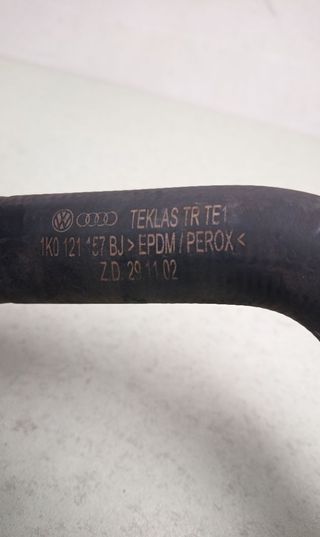 TEKLAS TR TE1
1K0 121 157 BJ > EPDM / PEROX <
Z.D. 29 11 02